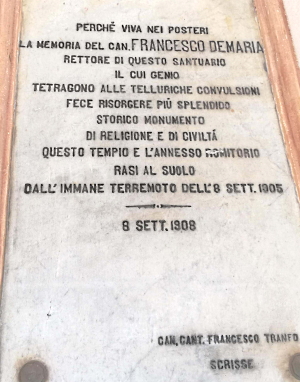 PERCHÉ VIVA NEI POSTERI
LA MEMORIA DEL CAN. FRANCESCO DEMARIA
RETTORE DI QUESTO SANTUARIO
IL CUI GENIO
TETRAGONO ALLE TELLURICHE CONVULSIONI
FECE RISORGERE PIÙ SPLENDIDO
STORICO MONUMENTO
DI RELIGIONE E DI CIVILTÁ
QUESTO TEMPIO E L'ANNESSO ROMITORIO
RASI AL SUOLO
DALL'IMMANE TERREMOTO DELL'8 SETT. 1905
8 SETT. 1908
CAN. CANT. FRANCESCO
SCRISSE